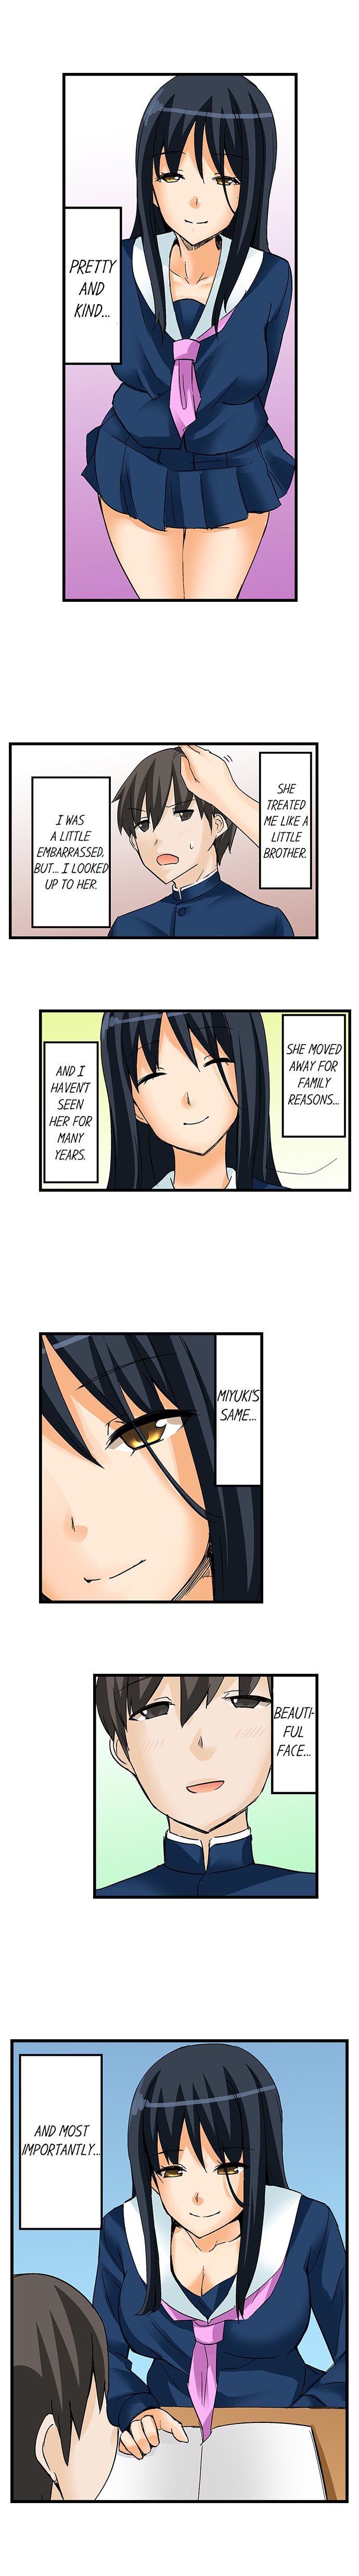 PRETTY
AND
KIND...
SHE
TREATED
ME LIKE A
LITTLE
BROTHER.
I WAS
A LITTLE
EMBARRASSED,
BUT... I LOOKED
UP TO HER.
SHE MOVED
AWAY FOR
FAMILY
REASONS...
AND I
HAVEN'T
SEEN
HER FOR
MANY
YEARS.
MIYUKI'S
SAME...
BEAUTI-
FUL
FACE...
AND MOST
IMPORTANTLY...